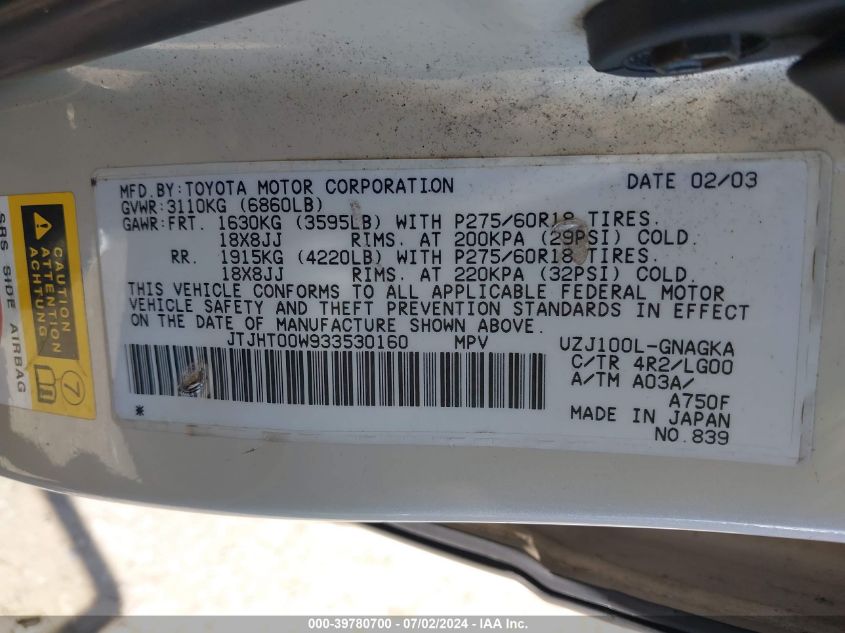 MFD.BY:TOYOTA MOTOR CORPORATION DATE 02/03
GVWR:3110KG (6860LB)
GAWR:FRT. 1630KG (3595LB) WITH P275/60R18 TIRES.
18X8JJ RIMS. AT 200KPA (29PSI) COLD.
RR. 1915KG (4220LB) WITH P275/60R18 TIRES.
18X8JJ RIMS. AT 220KPA (32PSI) COLD.
THIS VEHICLE CONFORMS TO ALL APPLICABLE FEDERAL MOTOR
VEHICLE SAFETY AND THEFT PREVENTION STANDARDS IN EFFECT
ON THE DATE OF MANUFACTURE SHOWN ABOVE.
JTJHT00W933530160 MPV UZJ100L-GNAGKA
C/TR 4R2/LG00
A/TM A03A/
A750F
* MADE IN JAPAN
NO.839
SRS SIDE AIRBAG
CAUTION
ATTENTION
ACHTUNG
7
000-39780700 - 07/02/2024 - IAA Inc.